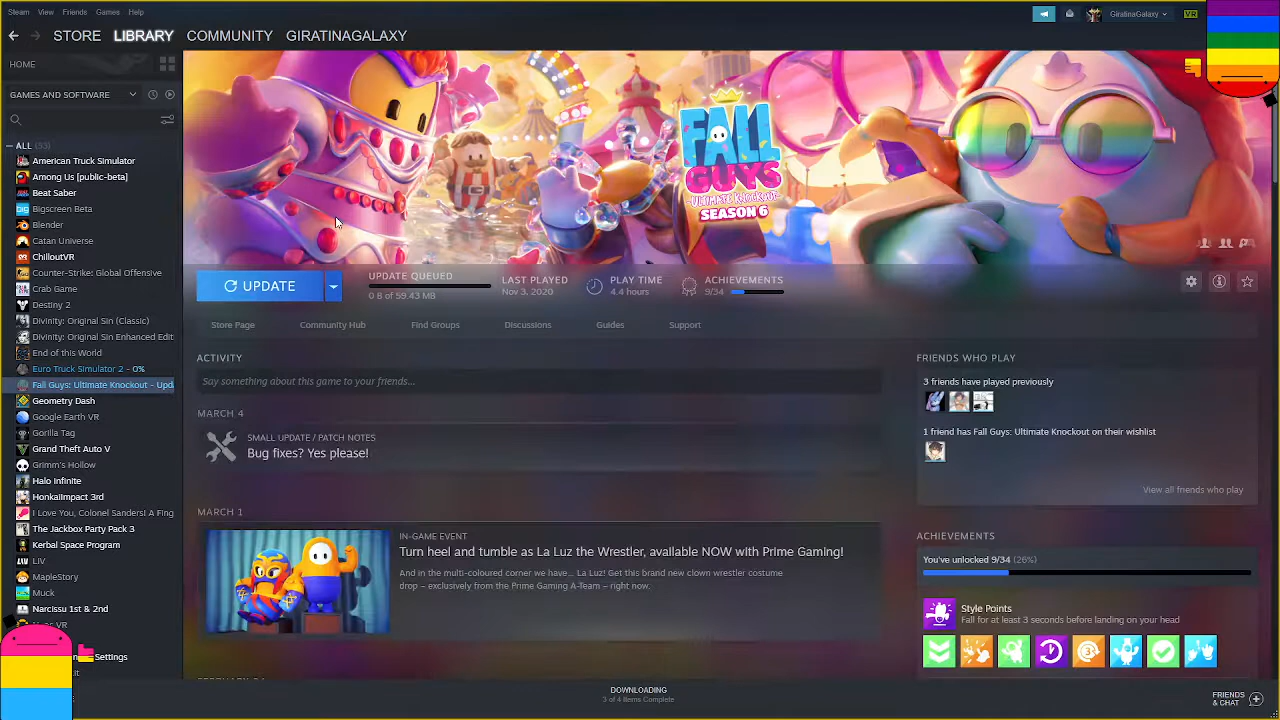 Steam View Friends Games Help
GiratinaGalaxy
VR
STORE LIBRARY COMMUNITY GIRATINAGALAXY
HOME
GAMES AND SOFTWARE
ALL (53)
American Truck Simulator
Among Us [public-beta]
Beat Saber
Bigscreen Beta
Blender
Catan Universe
ChilloutVR
Counter-Strike: Global Offensive
Crab Game
Destiny 2
Divinity: Original Sin (Classic)
Divinity: Original Sin Enhanced Edit
End of this World
Euro Truck Simulator 2 - 0%
Fall Guys: Ultimate Knockout - Upd
Geometry Dash
Google Earth VR
Gorilla Tag
Grand Theft Auto V
Grimm's Hollow
Halo Infinite
HonkaiImpact 3rd
I Love You, Colonel Sanders! A Fing
The Jackbox Party Pack 3
Kerbal Space Program
LIV
MapleStory
Muck
Narcissu 1st & 2nd
VR
ettings
FALL
GUYS
ULTIMATE KNOCKOUT
SEASON 6
UPDATE
UPDATE QUEUED
0 B of 59.43 MB
LAST PLAYED
Nov 3, 2020
PLAY TIME
4.4 hours
ACHIEVEMENTS
9/34
Store Page Community Hub Find Groups Discussions Guides Support
ACTIVITY
Say something about this game to your friends...
MARCH 4
SMALL UPDATE / PATCH NOTES
Bug fixes? Yes please!
MARCH 1
IN-GAME EVENT
Turn heel and tumble as La Luz the Wrestler, available NOW with Prime Gaming!
And in the multi-coloured corner we have... La Luz! Get this brand new clown wrestler costume
drop – exclusively from the Prime Gaming A-Team – right now.
FRIENDS WHO PLAY
3 friends have played previously
1 friend has Fall Guys: Ultimate Knockout on their wishlist
View all friends who play
ACHIEVEMENTS
You've unlocked 9/34 (26%)
Style Points
Fall for at least 3 seconds before landing on your head
DOWNLOADING
3 of 4 Items Complete
FRIENDS
& CHAT